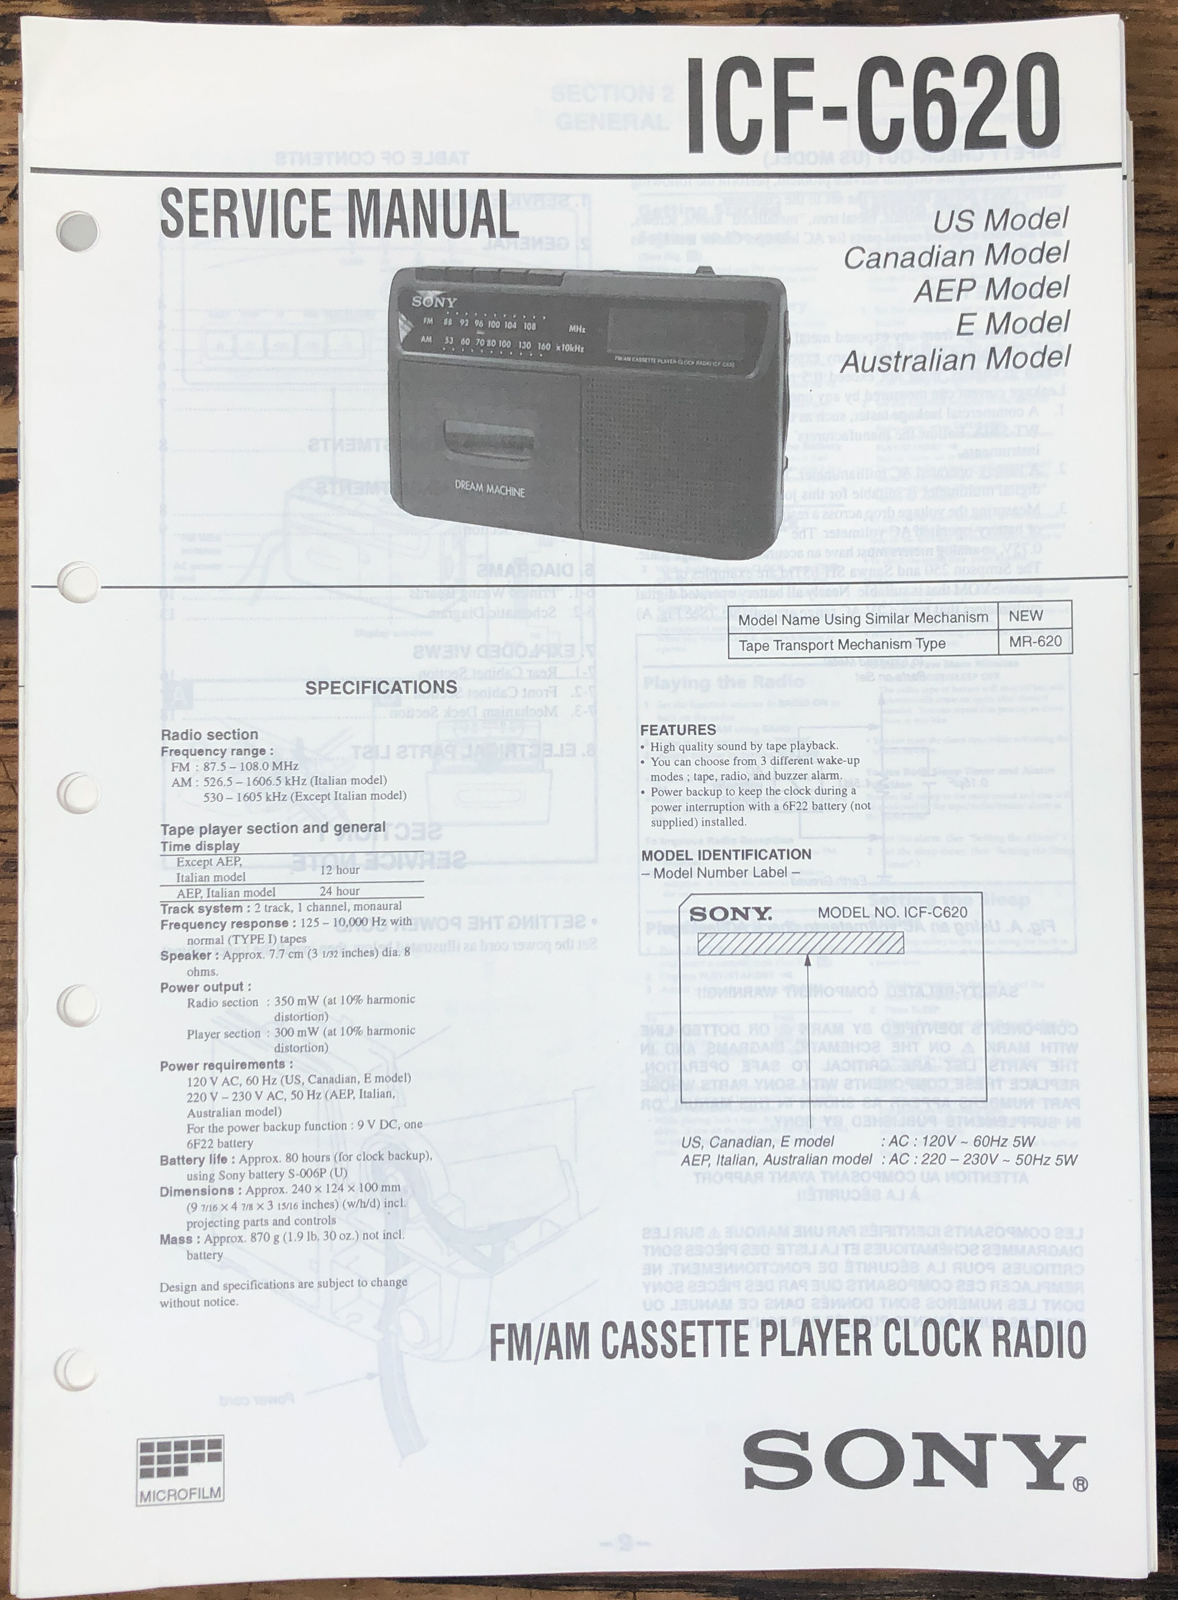 ICF-C620
SERVICE MANUAL
US Model
Canadian Model
AEP Model
E Model
Australian Model
SONY
FM 88 92 96 100 104 108 MHz
AM 53 60 70 80 100 130 160 x10kHz
FM/AM CASSETTE PLAYER CLOCK RADIO ICF-C620
DREAM MACHINE
Model Name Using Similar Mechanism NEW
Tape Transport Mechanism Type MR-620
SPECIFICATIONS
Radio section
Frequency range :
FM : 87.5 – 108.0 MHz
AM : 526.5 – 1606.5 kHz (Italian model)
530 – 1605 kHz (Except Italian model)
Tape player section and general
Time display
Except AEP,
Italian model 12 hour
AEP, Italian model 24 hour
Track system : 2 track, 1 channel, monaural
Frequency response : 125 – 10,000 Hz with
normal (TYPE I) tapes
Speaker : Approx. 7.7 cm (3 1/32 inches) dia. 8
ohms.
Power output :
Radio section : 350 mW (at 10% harmonic
distortion)
Player section : 300 mW (at 10% harmonic
distortion)
Power requirements :
120 V AC, 60 Hz (US, Canadian, E model)
220 V – 230 V AC, 50 Hz (AEP, Italian,
Australian model)
For the power backup function : 9 V DC, one
6F22 battery
Battery life : Approx. 80 hours (for clock backup),
using Sony battery S-006P (U)
Dimensions : Approx. 240 × 124 × 100 mm
(9 7/16 × 4 7/8 × 3 15/16 inches) (w/h/d) incl.
projecting parts and controls
Mass : Approx. 870 g (1.9 lb, 30 oz.) not incl.
battery
Design and specifications are subject to change
without notice.
FEATURES
• High quality sound by tape playback.
• You can choose from 3 different wake-up
modes ; tape, radio, and buzzer alarm.
• Power backup to keep the clock during a
power interruption with a 6F22 battery (not
supplied) installed.
MODEL IDENTIFICATION
– Model Number Label –
SONY. MODEL NO. ICF-C620
US, Canadian, E model : AC : 120V ~ 60Hz 5W
AEP, Italian, Australian model : AC : 220 – 230V ~ 50Hz 5W
FM/AM CASSETTE PLAYER CLOCK RADIO
MICROFILM
SONY®